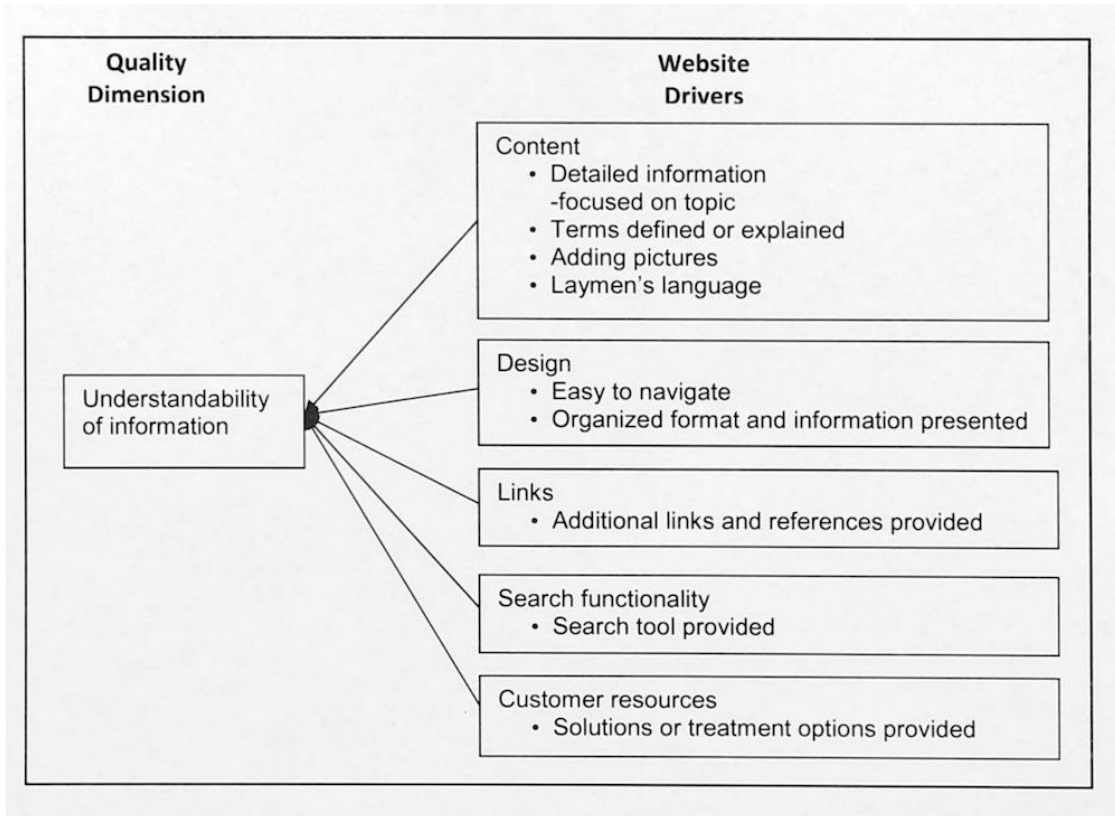 Quality
Dimension
Website
Drivers
Content
• Detailed information
-focused on topic
• Terms defined or explained
• Adding pictures
• Laymen's language
Design
• Easy to navigate
• Organized format and information presented
Understandability
of information
Links
• Additional links and references provided
Search functionality
• Search tool provided
Customer resources
• Solutions or treatment options provided